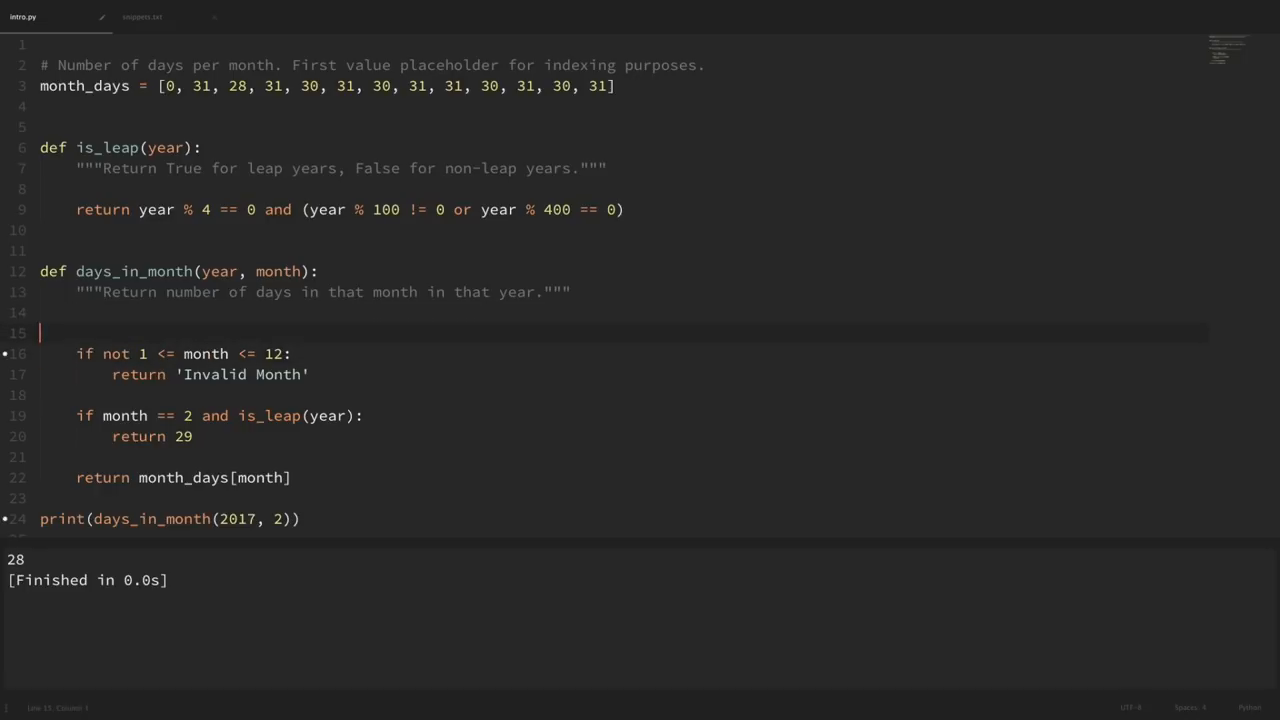 intro.py
snippets.txt
1
2 # Number of days per month. First value placeholder for indexing purposes.
3 month_days = [0, 31, 28, 31, 30, 31, 30, 31, 31, 30, 31, 30, 31]
4
5
6 def is_leap(year):
7     """Return True for leap years, False for non-leap years."""
8
9     return year % 4 == 0 and (year % 100 != 0 or year % 400 == 0)
10
11
12 def days_in_month(year, month):
13     """Return number of days in that month in that year."""
14
15
16     if not 1 <= month <= 12:
17         return 'Invalid Month'
18
19     if month == 2 and is_leap(year):
20         return 29
21
22     return month_days[month]
23
24 print(days_in_month(2017, 2))
28
[Finished in 0.0s]
Line 15, Column 1
UTF-8
Spaces: 4
Python